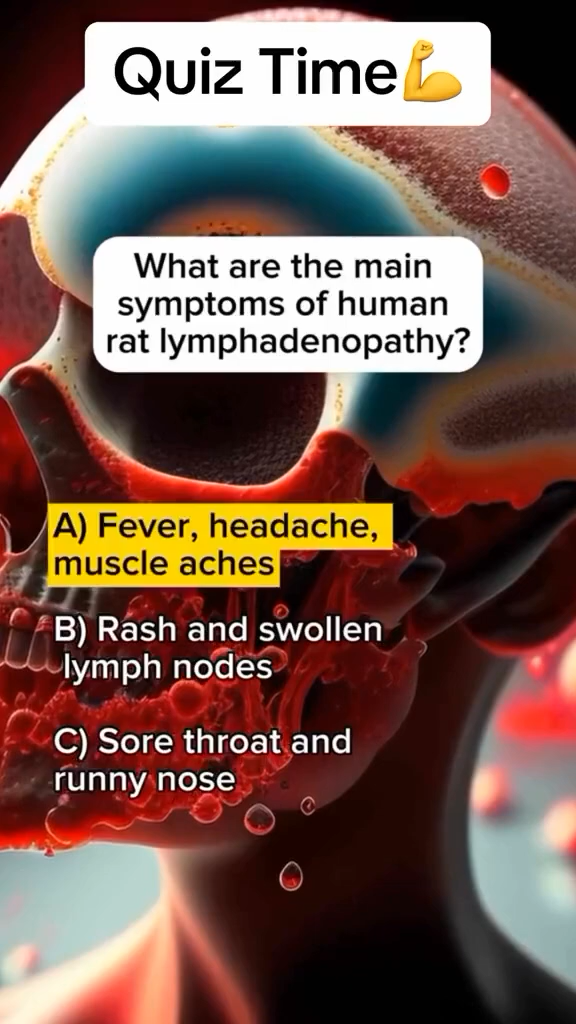 Quiz Time💪
What are the main
symptoms of human
rat lymphadenopathy?
A) Fever, headache,
muscle aches
B) Rash and swollen
lymph nodes
C) Sore throat and
runny nose